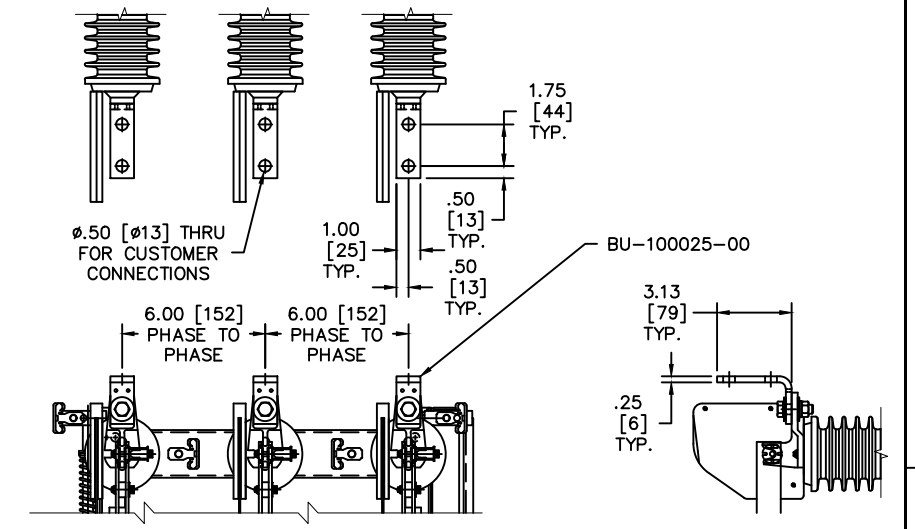 1.75
[44]
TYP.
.50
[13]
TYP.
1.00
[25]
TYP.
.50
[13]
TYP.
ø.50 [ø13] THRU
FOR CUSTOMER
CONNECTIONS
BU-100025-00
6.00 [152]
PHASE TO
PHASE
6.00 [152]
PHASE TO
PHASE
3.13
[79]
TYP.
.25
[6]
TYP.